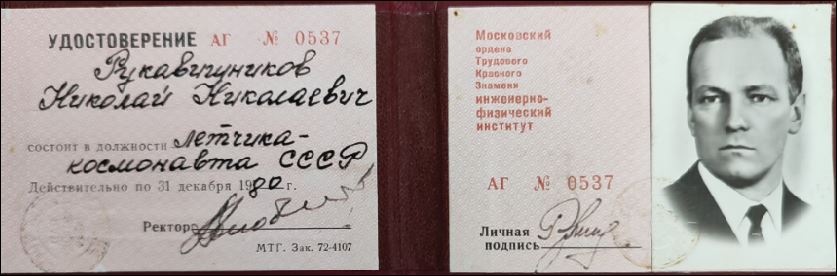 УДОСТОВЕРЕНИЕ АГ № 0537
Рукавишников
Николай Николаевич
состоит в должности Летчика-
космонавта СССР
Действительно по 31 декабря 1980 г.
Ректор
МТГ. Зак. 72-4107
Московский
ордена
Трудового
Красного
Знамени
инженерно-
физический
институт
АГ № 0537
Личная
подпись